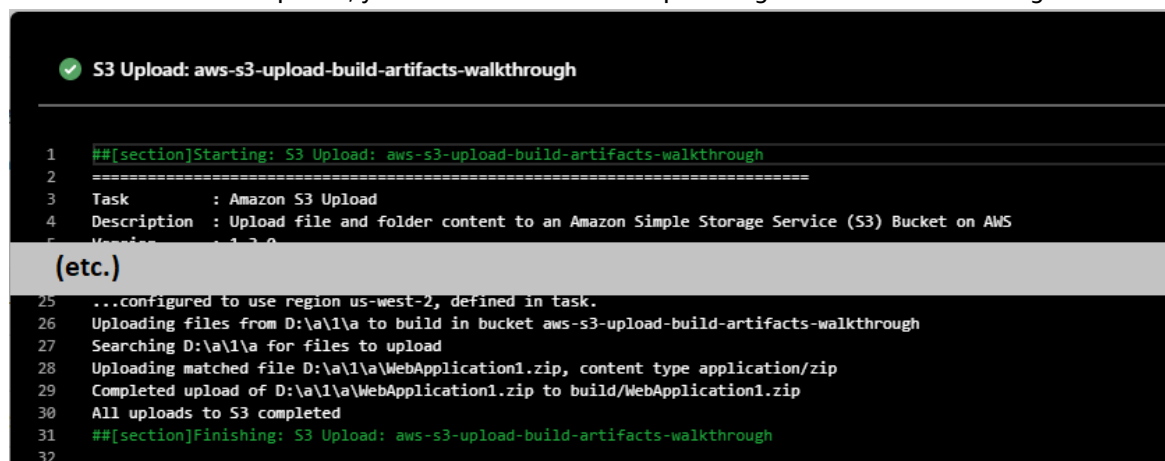 S3 Upload: aws-s3-upload-build-artifacts-walkthrough
1 ##[section]Starting: S3 Upload: aws-s3-upload-build-artifacts-walkthrough
2 ==============================================================================
3 Task : Amazon S3 Upload
4 Description : Upload file and folder content to an Amazon Simple Storage Service (S3) Bucket on AWS
(etc.)
25 ...configured to use region us-west-2, defined in task.
26 Uploading files from D:\a\1\a to build in bucket aws-s3-upload-build-artifacts-walkthrough
27 Searching D:\a\1\a for files to upload
28 Uploading matched file D:\a\1\a\WebApplication1.zip, content type application/zip
29 Completed upload of D:\a\1\a\WebApplication1.zip to build/WebApplication1.zip
30 All uploads to S3 completed
31 ##[section]Finishing: S3 Upload: aws-s3-upload-build-artifacts-walkthrough
32